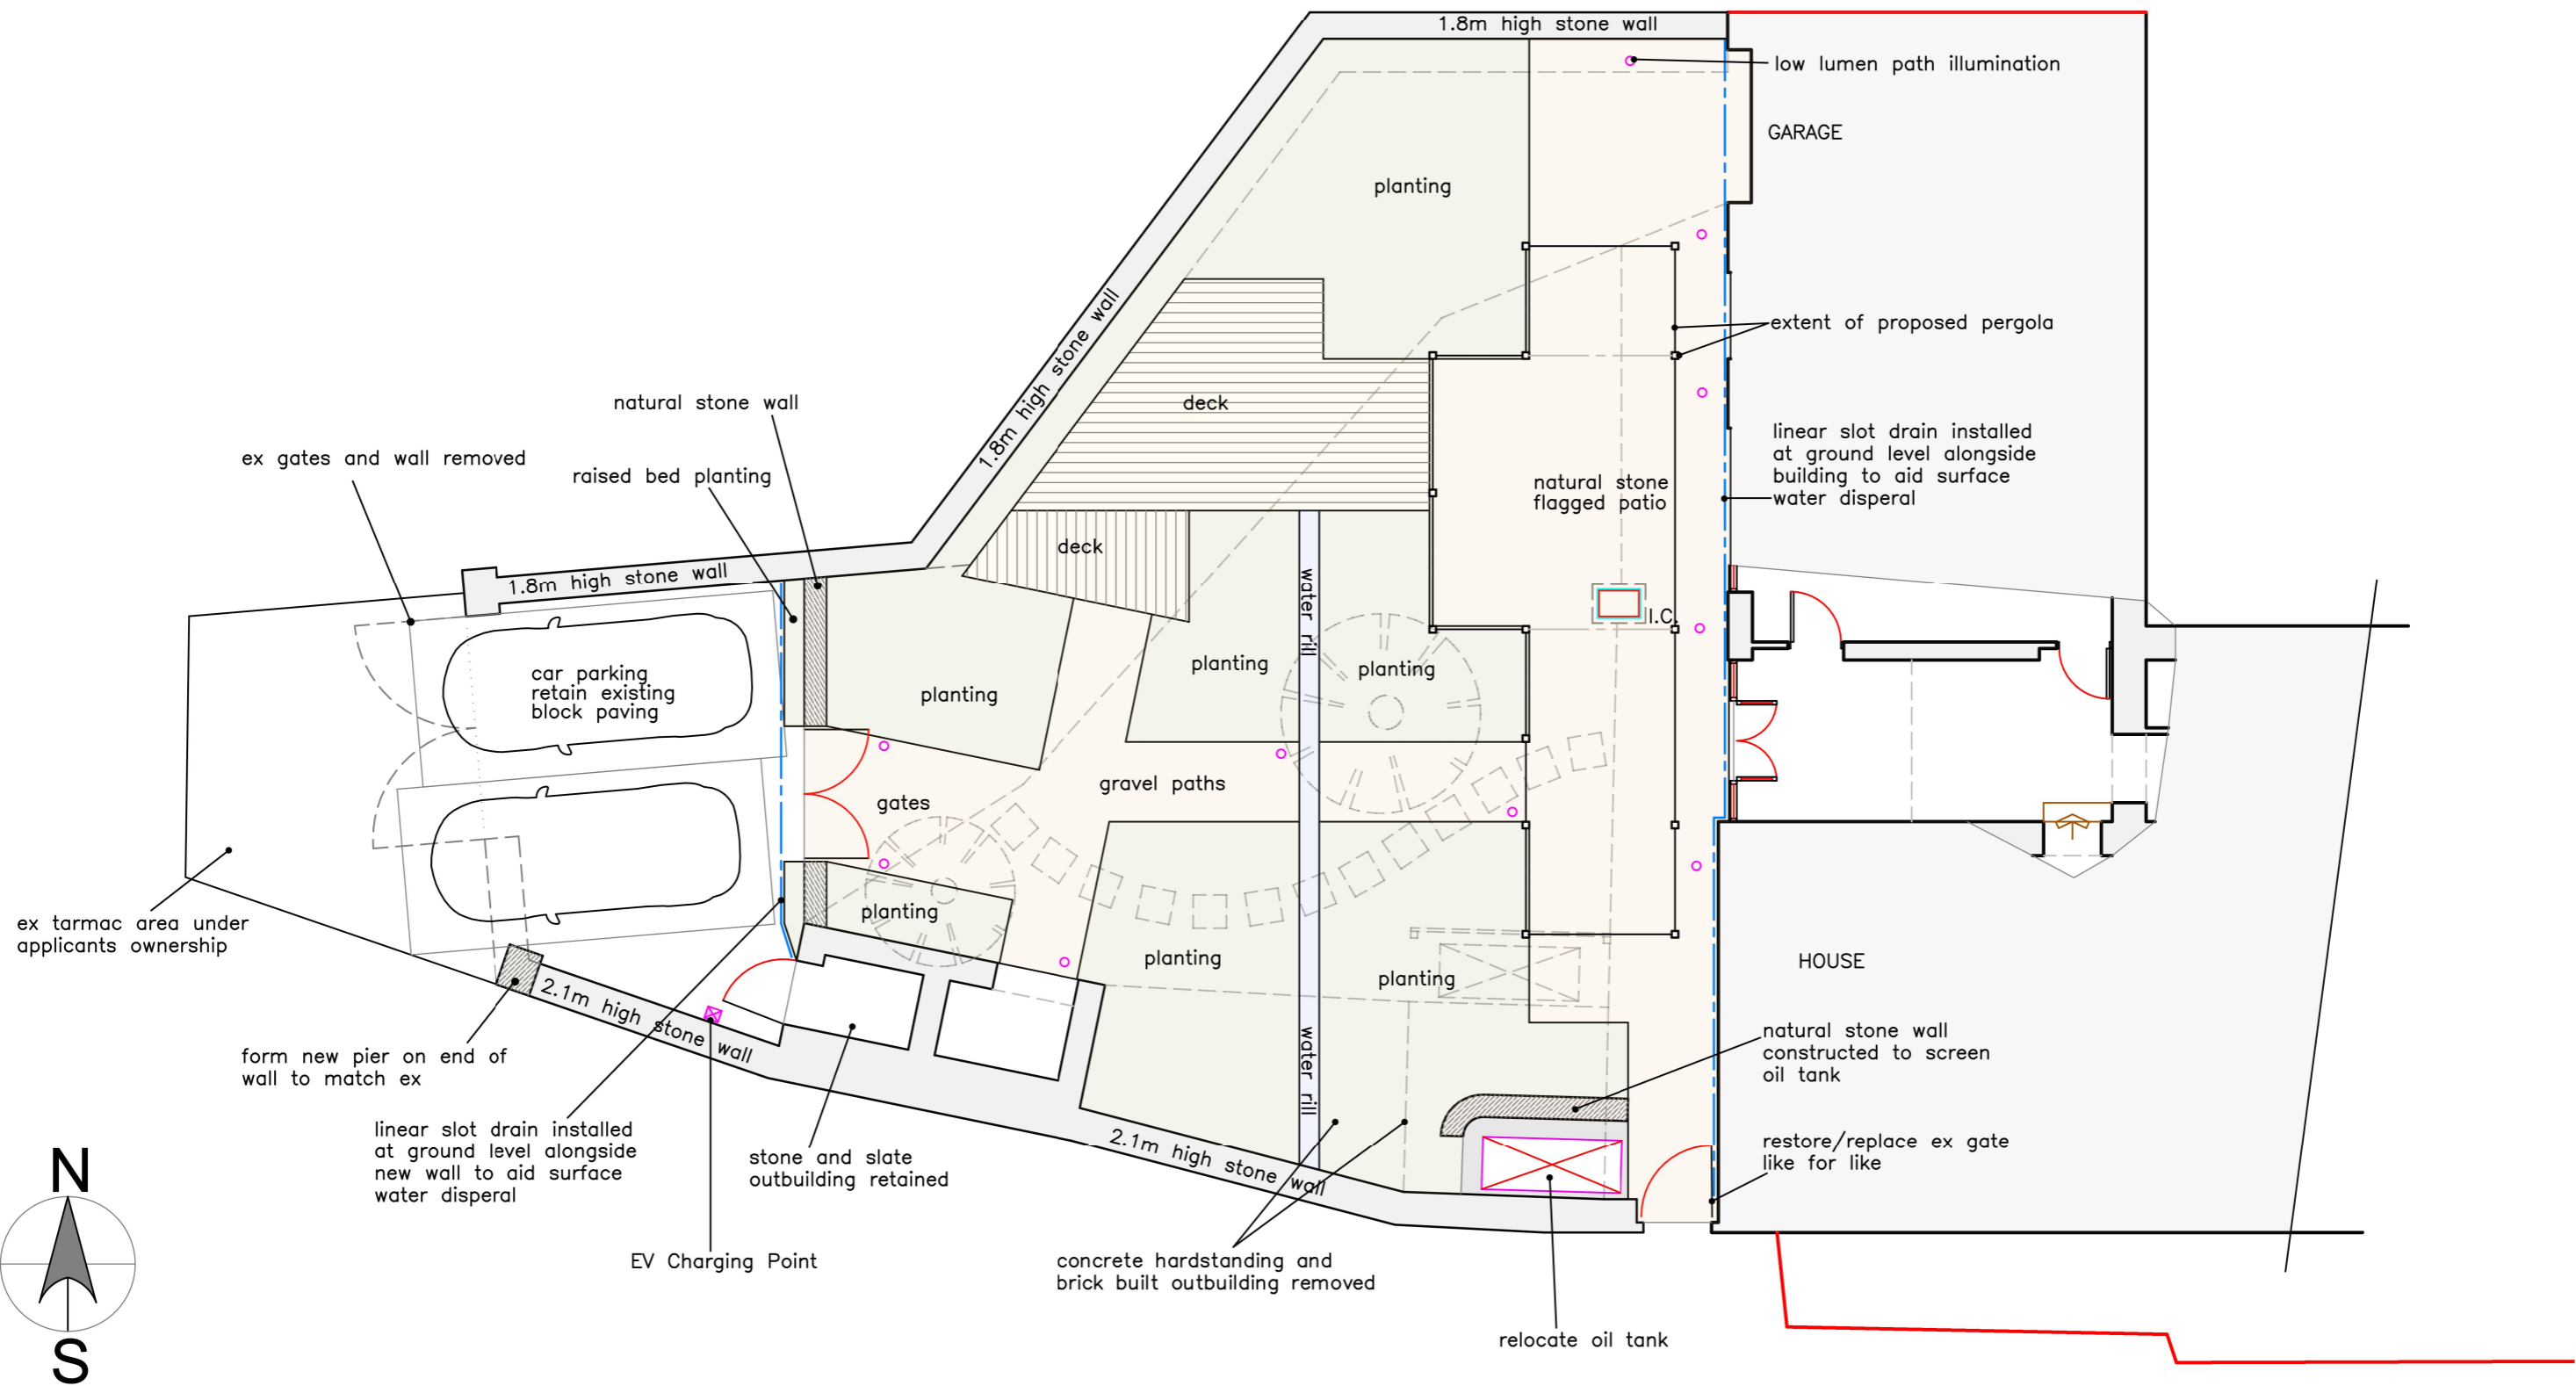 1.8m high stone wall
low lumen path illumination
GARAGE
planting
extent of proposed pergola
1.8m high stone wall
deck
natural stone wall
linear slot drain installed
at ground level alongside
building to aid surface
water disperal
ex gates and wall removed
raised bed planting
natural stone
flagged patio
deck
1.8m high stone wall
water rill
I.C.
planting
planting
car parking
retain existing
block paving
planting
gravel paths
gates
planting
ex tarmac area under
applicants ownership
planting
HOUSE
planting
2.1m high stone wall
natural stone wall
constructed to screen
oil tank
form new pier on end of
wall to match ex
water rill
linear slot drain installed
at ground level alongside
new wall to aid surface
water disperal
stone and slate
outbuilding retained
2.1m high stone wall
restore/replace ex gate
like for like
N
EV Charging Point
concrete hardstanding and
brick built outbuilding removed
relocate oil tank
S